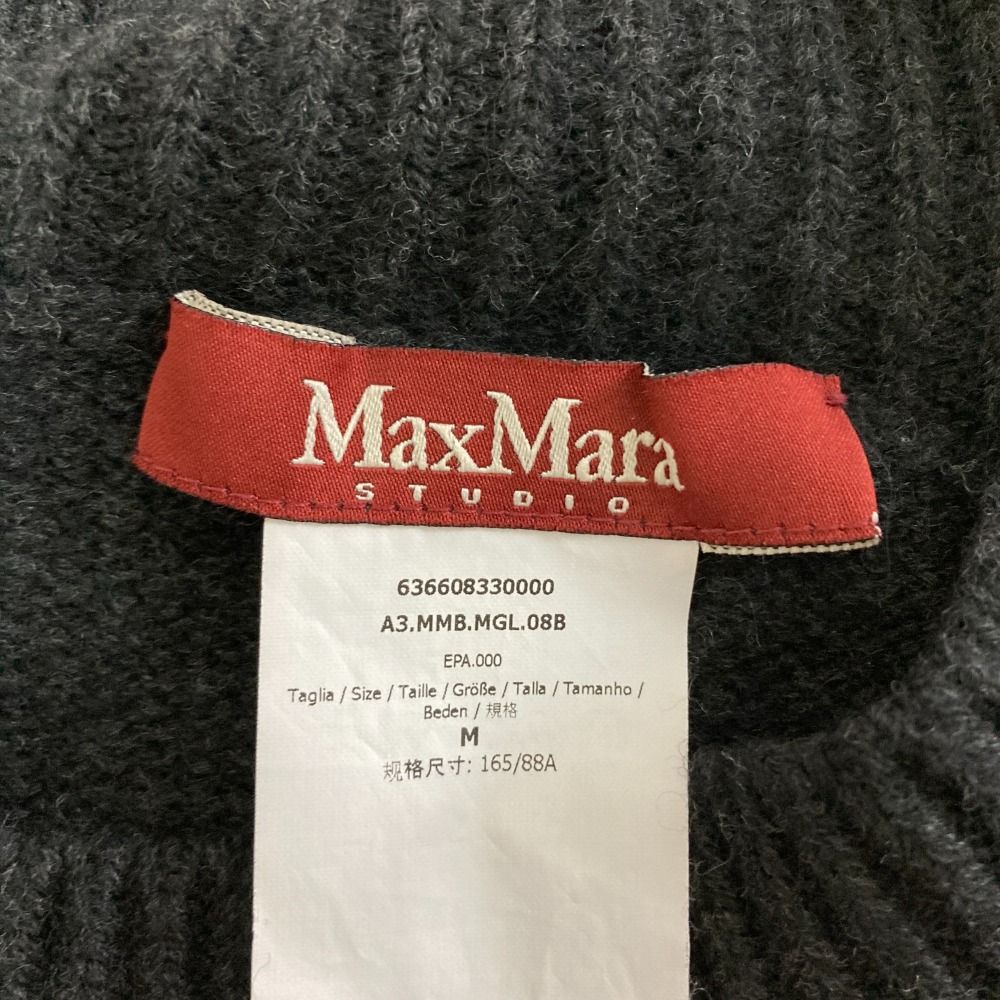 MaxMara
STUDIO
636608330000
A3.MMB.MGL.08B
EPA.000
Taglia / Size / Taille / Größe / Talla / Tamanho /
Beden / 規格
M
规格尺寸: 165/88A